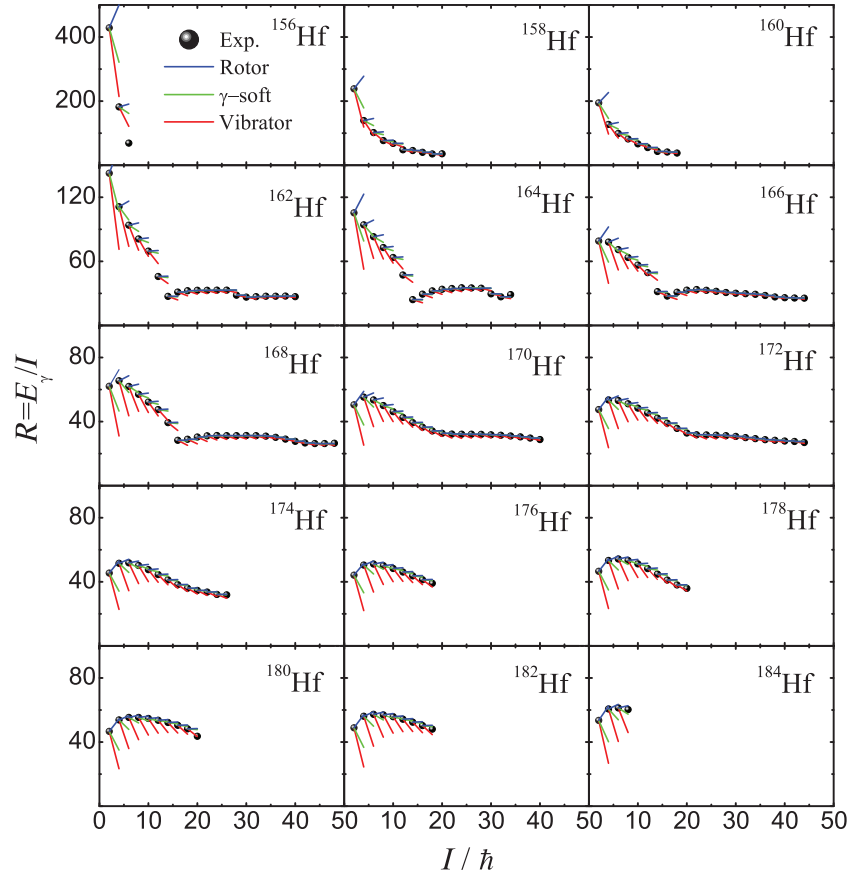 400
200
Exp.
Rotor
γ–soft
Vibrator
¹⁵⁶Hf
¹⁵⁸Hf
¹⁶⁰Hf
120
60
¹⁶²Hf
¹⁶⁴Hf
¹⁶⁶Hf
R=Eᵧ/I
80
40
¹⁶⁸Hf
¹⁷⁰Hf
¹⁷²Hf
80
40
¹⁷⁴Hf
¹⁷⁶Hf
¹⁷⁸Hf
80
40
¹⁸⁰Hf
¹⁸²Hf
¹⁸⁴Hf
0 10 20 30 40 50 10 20 30 40 50 10 20 30 40 50
I / ħ